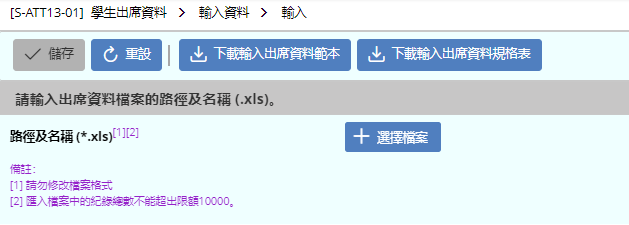 [S-ATT13-01] 學生出席資料 > 輸入資料 > 輸入
儲存 重設 下載輸入出席資料範本 下載輸入出席資料規格表
請輸入出席資料檔案的路徑及名稱 (.xls)。
路徑及名稱 (*.xls)[1][2] 選擇檔案
備註：
[1] 請勿修改檔案格式
[2] 匯入檔案中的紀錄總數不能超出限額10000。